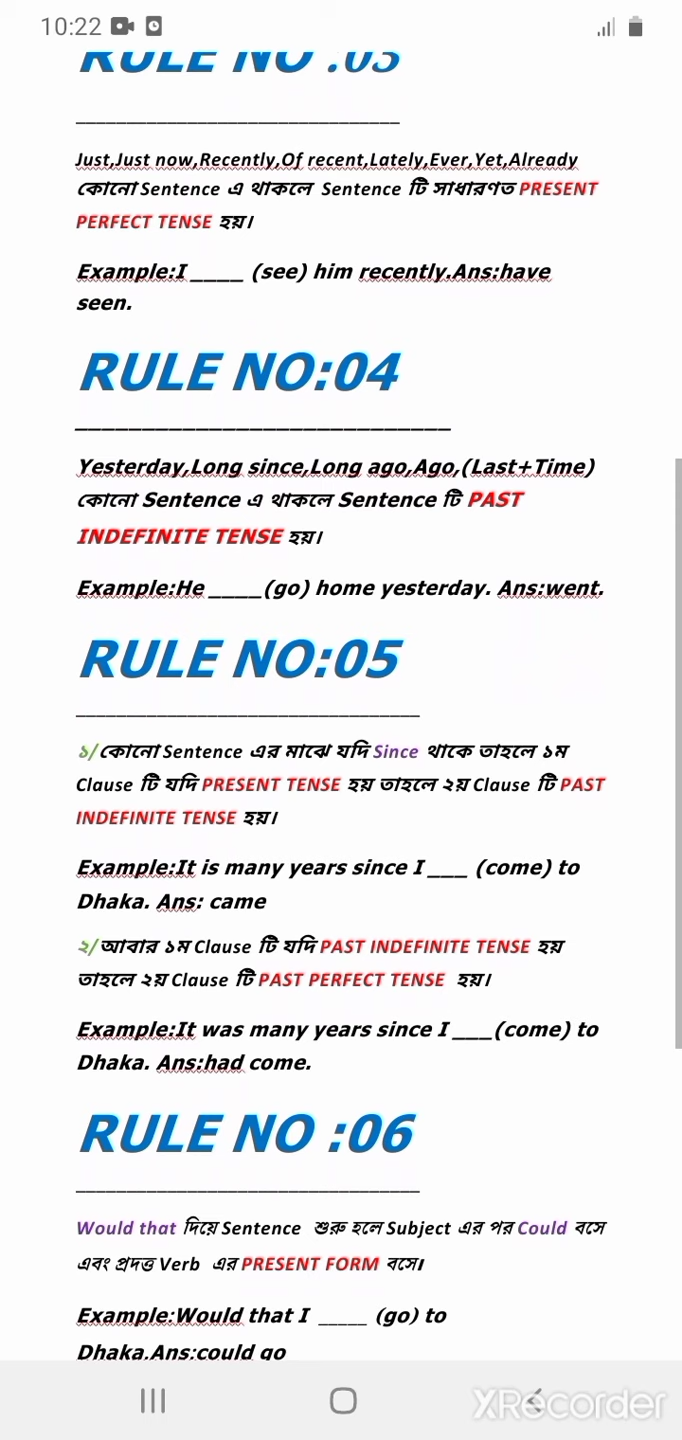 10:22
RULE NO :03
Just,Just now,Recently,Of recent,Lately,Ever,Yet,Already
কোনো Sentence এ থাকলে Sentence টি সাধারণত PRESENT
PERFECT TENSE হয়।
Example:I ____ (see) him recently.Ans:have
seen.
RULE NO:04
Yesterday,Long since,Long ago,Ago,(Last+Time)
কোনো Sentence এ থাকলে Sentence টি PAST
INDEFINITE TENSE হয়।
Example:He ____(go) home yesterday. Ans:went.
RULE NO:05
১/কোনো Sentence এর মাঝে যদি Since থাকে তাহলে ১ম
Clause টি যদি PRESENT TENSE হয় তাহলে ২য় Clause টি PAST
INDEFINITE TENSE হয়।
Example:It is many years since I ___ (come) to
Dhaka. Ans: came
২/আবার ১ম Clause টি যদি PAST INDEFINITE TENSE হয়
তাহলে ২য় Clause টি PAST PERFECT TENSE হয়।
Example:It was many years since I ___(come) to
Dhaka. Ans:had come.
RULE NO :06
Would that দিয়ে Sentence শুরু হলে Subject এর পর Could বসে
এবং প্রদত্ত Verb এর PRESENT FORM বসে।
Example:Would that I _____ (go) to
Dhaka.Ans:could go
XRecorder